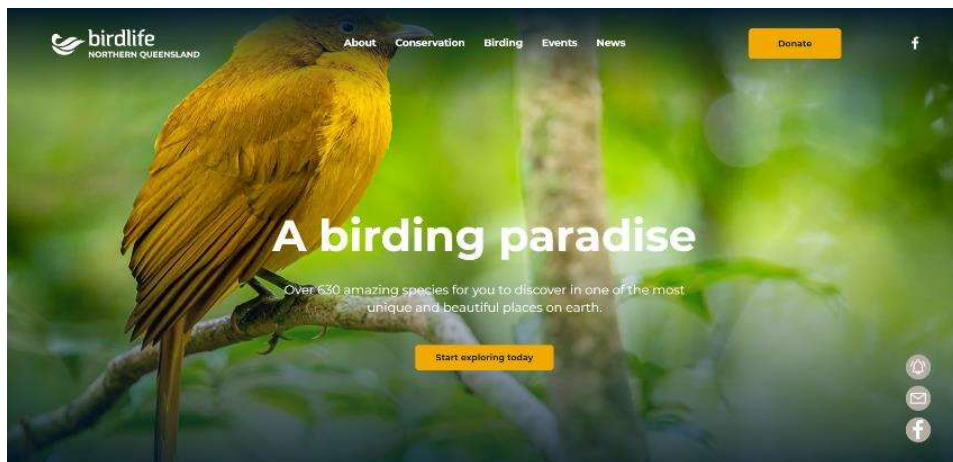 birdlife
NORTHERN QUEENSLAND
About Conservation Birding Events News
Donate
f
A birding paradise
Over 630 amazing species for you to discover in one of the most
unique and beautiful places on earth.
Start exploring today
f